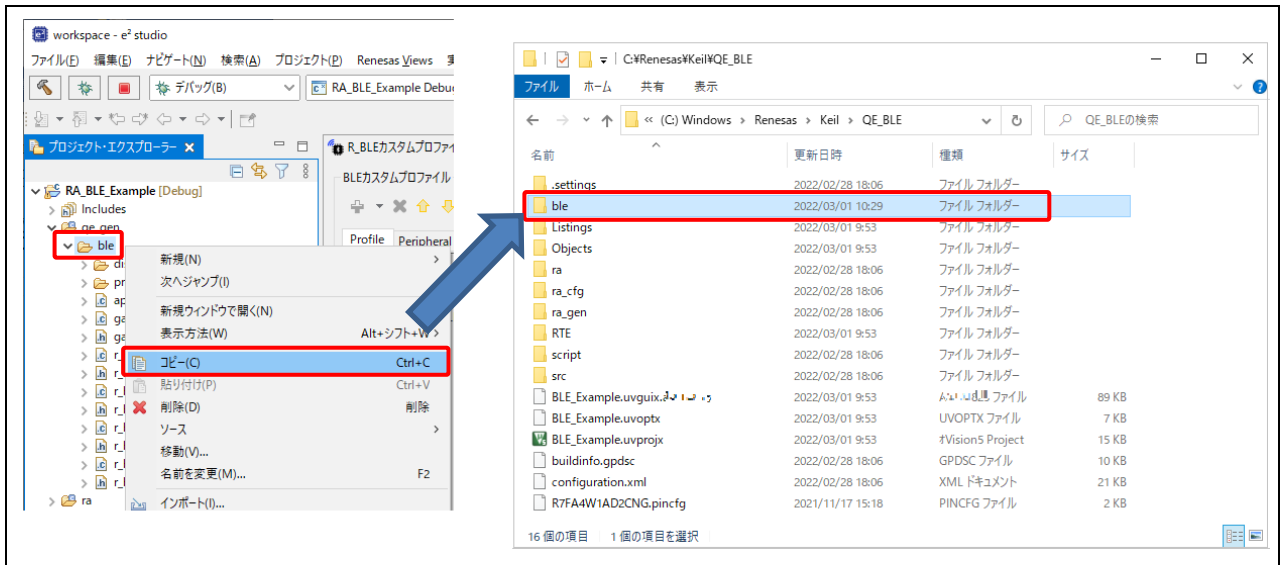 workspace - e² studio
ファイル(F) 編集(E) ナビゲート(N) 検索(A) プロジェクト(P) Renesas Views
デバッグ(B) RA_BLE_Example Debu
プロジェクト・エクスプローラー
R_BLEカスタムプロファイ
BLEカスタムプロファイル
RA_BLE_Example [Debug]
Includes
qe_gen
ble
Profile Peripheral
di
pr
ap
ga
ga
ra
新規(N)
次へジャンプ(I)
新規ウィンドウで開く(N)
表示方法(W) Alt+シフト+W
コピー(C) Ctrl+C
貼り付け(P) Ctrl+V
削除(D) 削除
ソース
移動(V)...
名前を変更(M)... F2
インポート(I)...
C:¥Renesas¥Keil¥QE_BLE
ファイル ホーム 共有 表示
« (C:) Windows › Renesas › Keil › QE_BLE
QE_BLEの検索
名前 更新日時 種類 サイズ
.settings 2022/02/28 18:06 ファイル フォルダー
ble 2022/03/01 10:29 ファイル フォルダー
Listings 2022/03/01 9:53 ファイル フォルダー
Objects 2022/03/01 9:53 ファイル フォルダー
ra 2022/02/28 18:06 ファイル フォルダー
ra_cfg 2022/02/28 18:06 ファイル フォルダー
ra_gen 2022/02/28 18:06 ファイル フォルダー
RTE 2022/03/01 9:53 ファイル フォルダー
script 2022/02/28 18:06 ファイル フォルダー
src 2022/02/28 18:06 ファイル フォルダー
BLE_Example.uvguix. 2022/03/01 9:53 ファイル 89 KB
BLE_Example.uvoptx 2022/03/01 9:53 UVOPTX ファイル 7 KB
BLE_Example.uvprojx 2022/03/01 9:53 Vision5 Project 15 KB
buildinfo.gpdsc 2022/02/28 18:06 GPDSC ファイル 10 KB
configuration.xml 2022/02/28 18:06 XML ドキュメント 21 KB
R7FA4W1AD2CNG.pincfg 2021/11/17 15:18 PINCFG ファイル 2 KB
16 個の項目 1 個の項目を選択